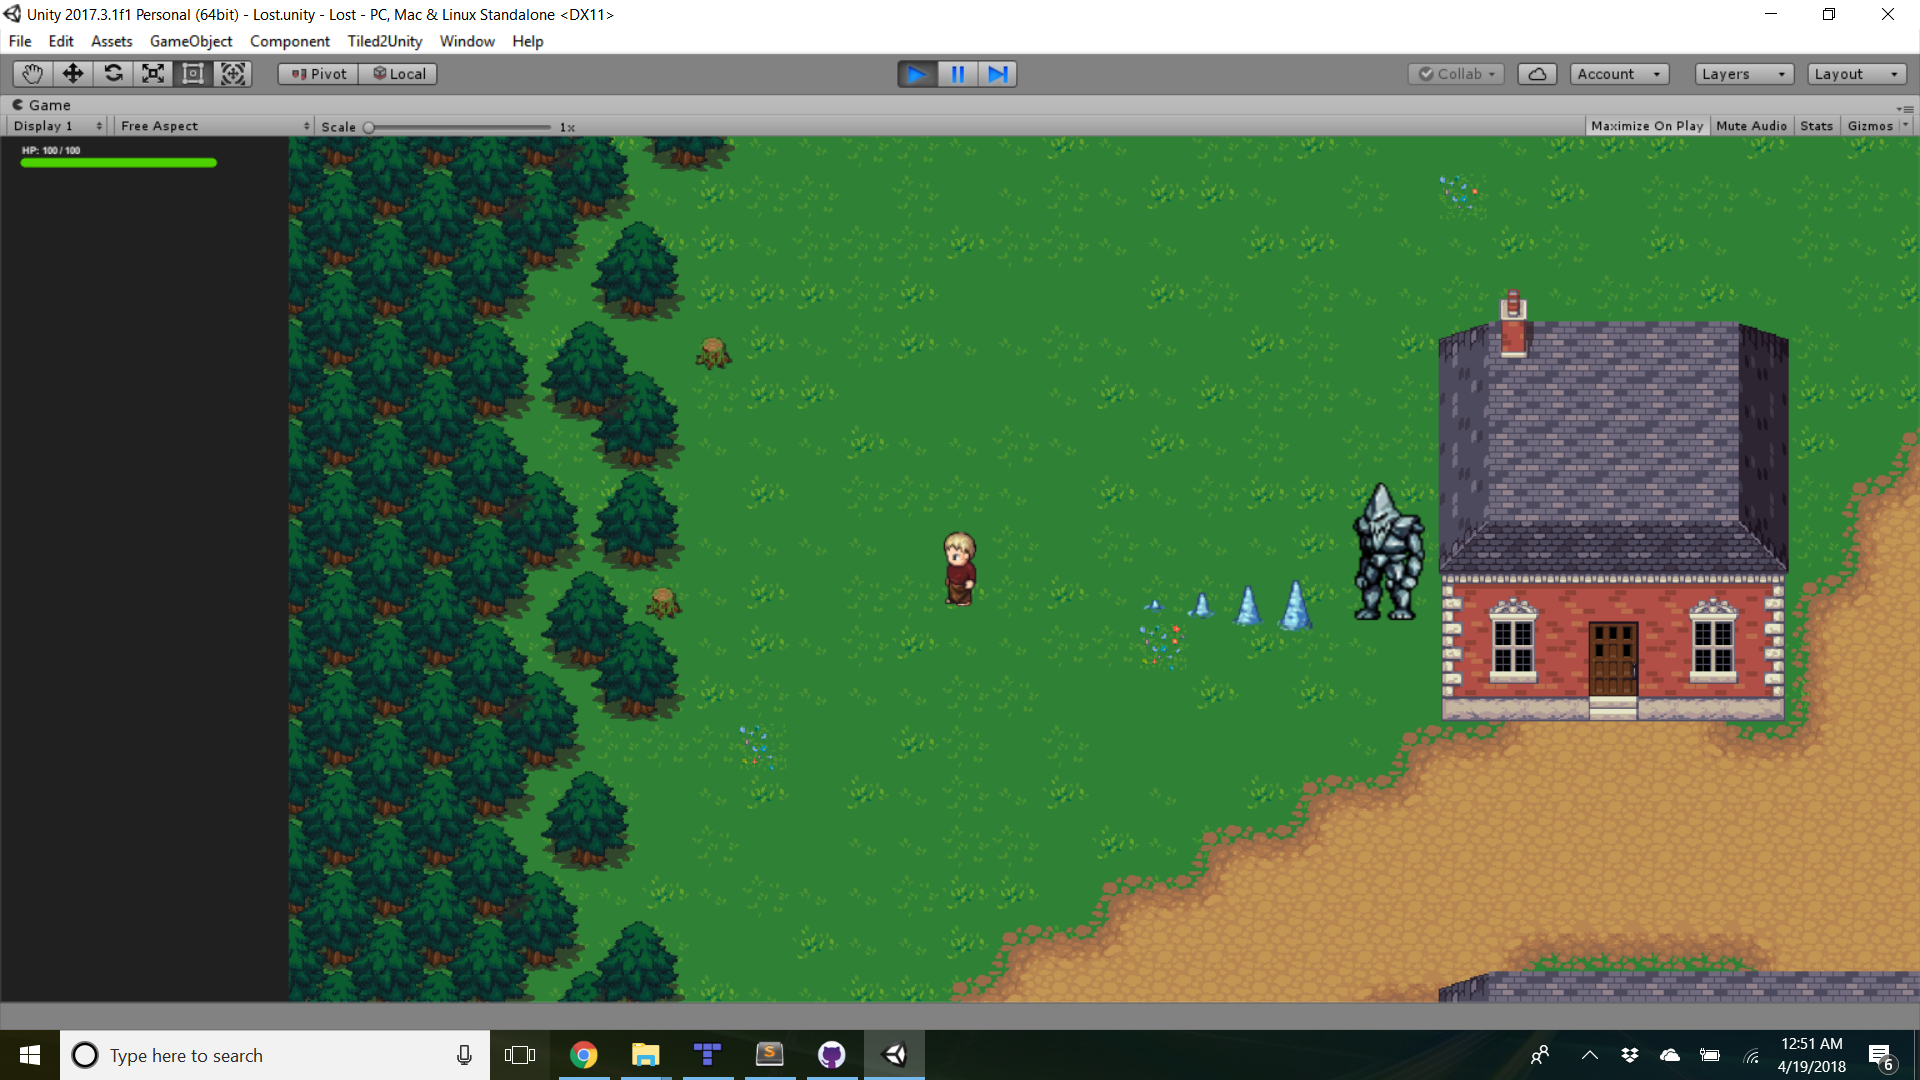 Unity 2017.3.1f1 Personal (64bit) - Lost.unity - Lost - PC, Mac & Linux Standalone <DX11>
File Edit Assets GameObject Component Tiled2Unity Window Help
Pivot Local Collab Account Layers Layout
Game
Display 1 Free Aspect Scale 1x Maximize On Play Mute Audio Stats Gizmos
HP: 100 / 100
Type here to search
12:51 AM
4/19/2018
6